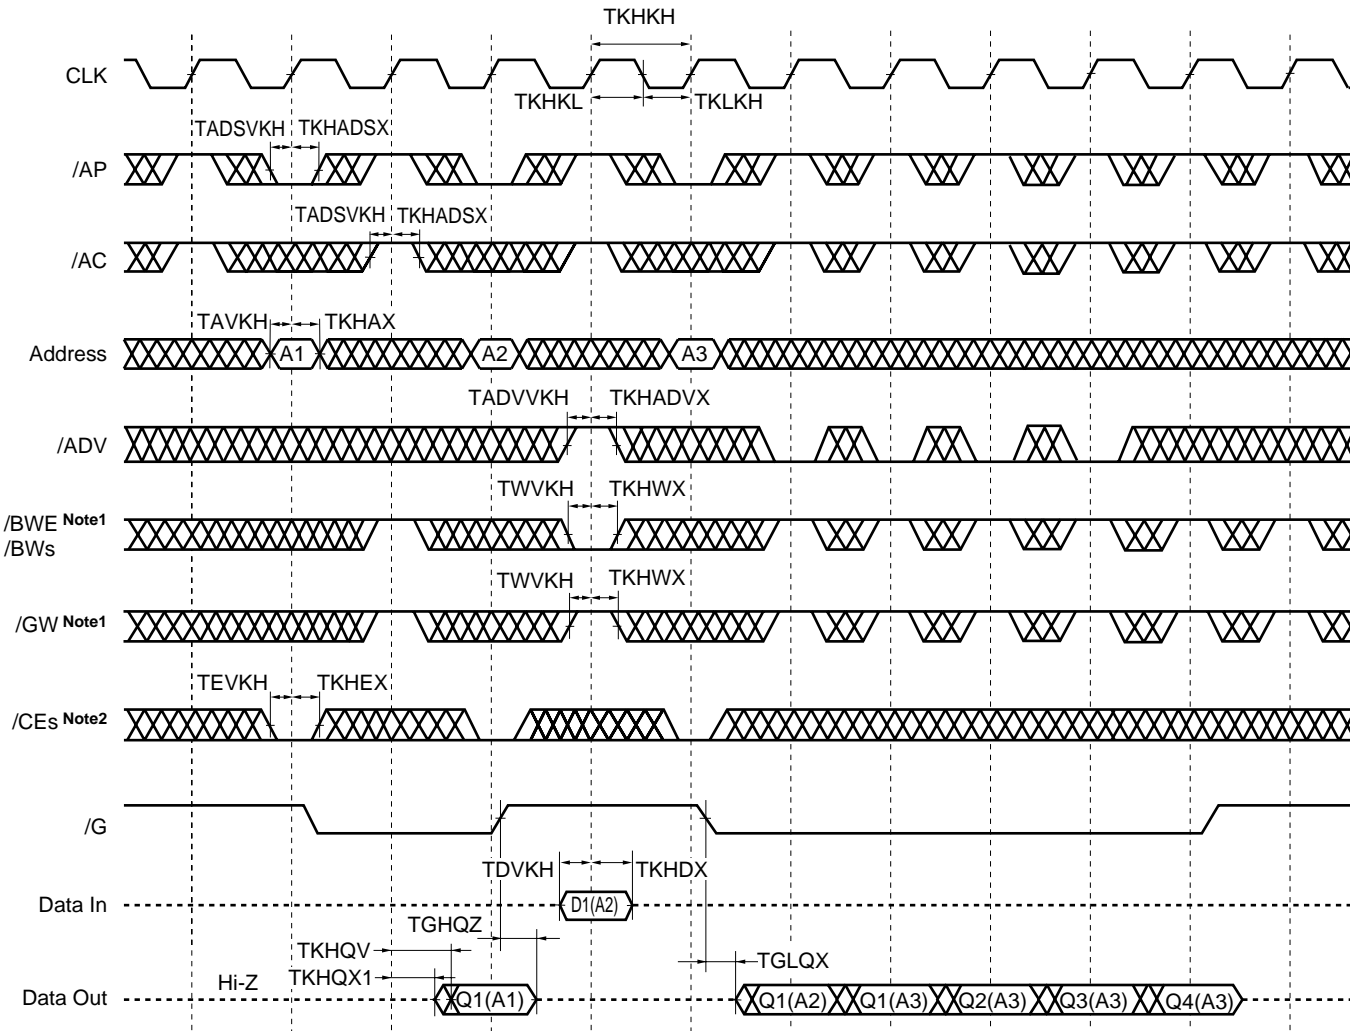 TKHKH
CLK
TKHKL TKLKH
TADSVKH TKHADSX
/AP
TADSVKH TKHADSX
/AC
TAVKH TKHAX
Address A1 A2 A3
TADVVKH TKHADVX
/ADV
TWVKH TKHWX
/BWE Note1
/BWs
TWVKH TKHWX
/GW Note1
TEVKH TKHEX
/CEs Note2
/G
TDVKH TKHDX
Data In D1(A2)
TGHQZ
TKHQV
TGLQX
TKHQX1
Hi-Z
Data Out Q1(A1) Q1(A2) Q1(A3) Q2(A3) Q3(A3) Q4(A3)